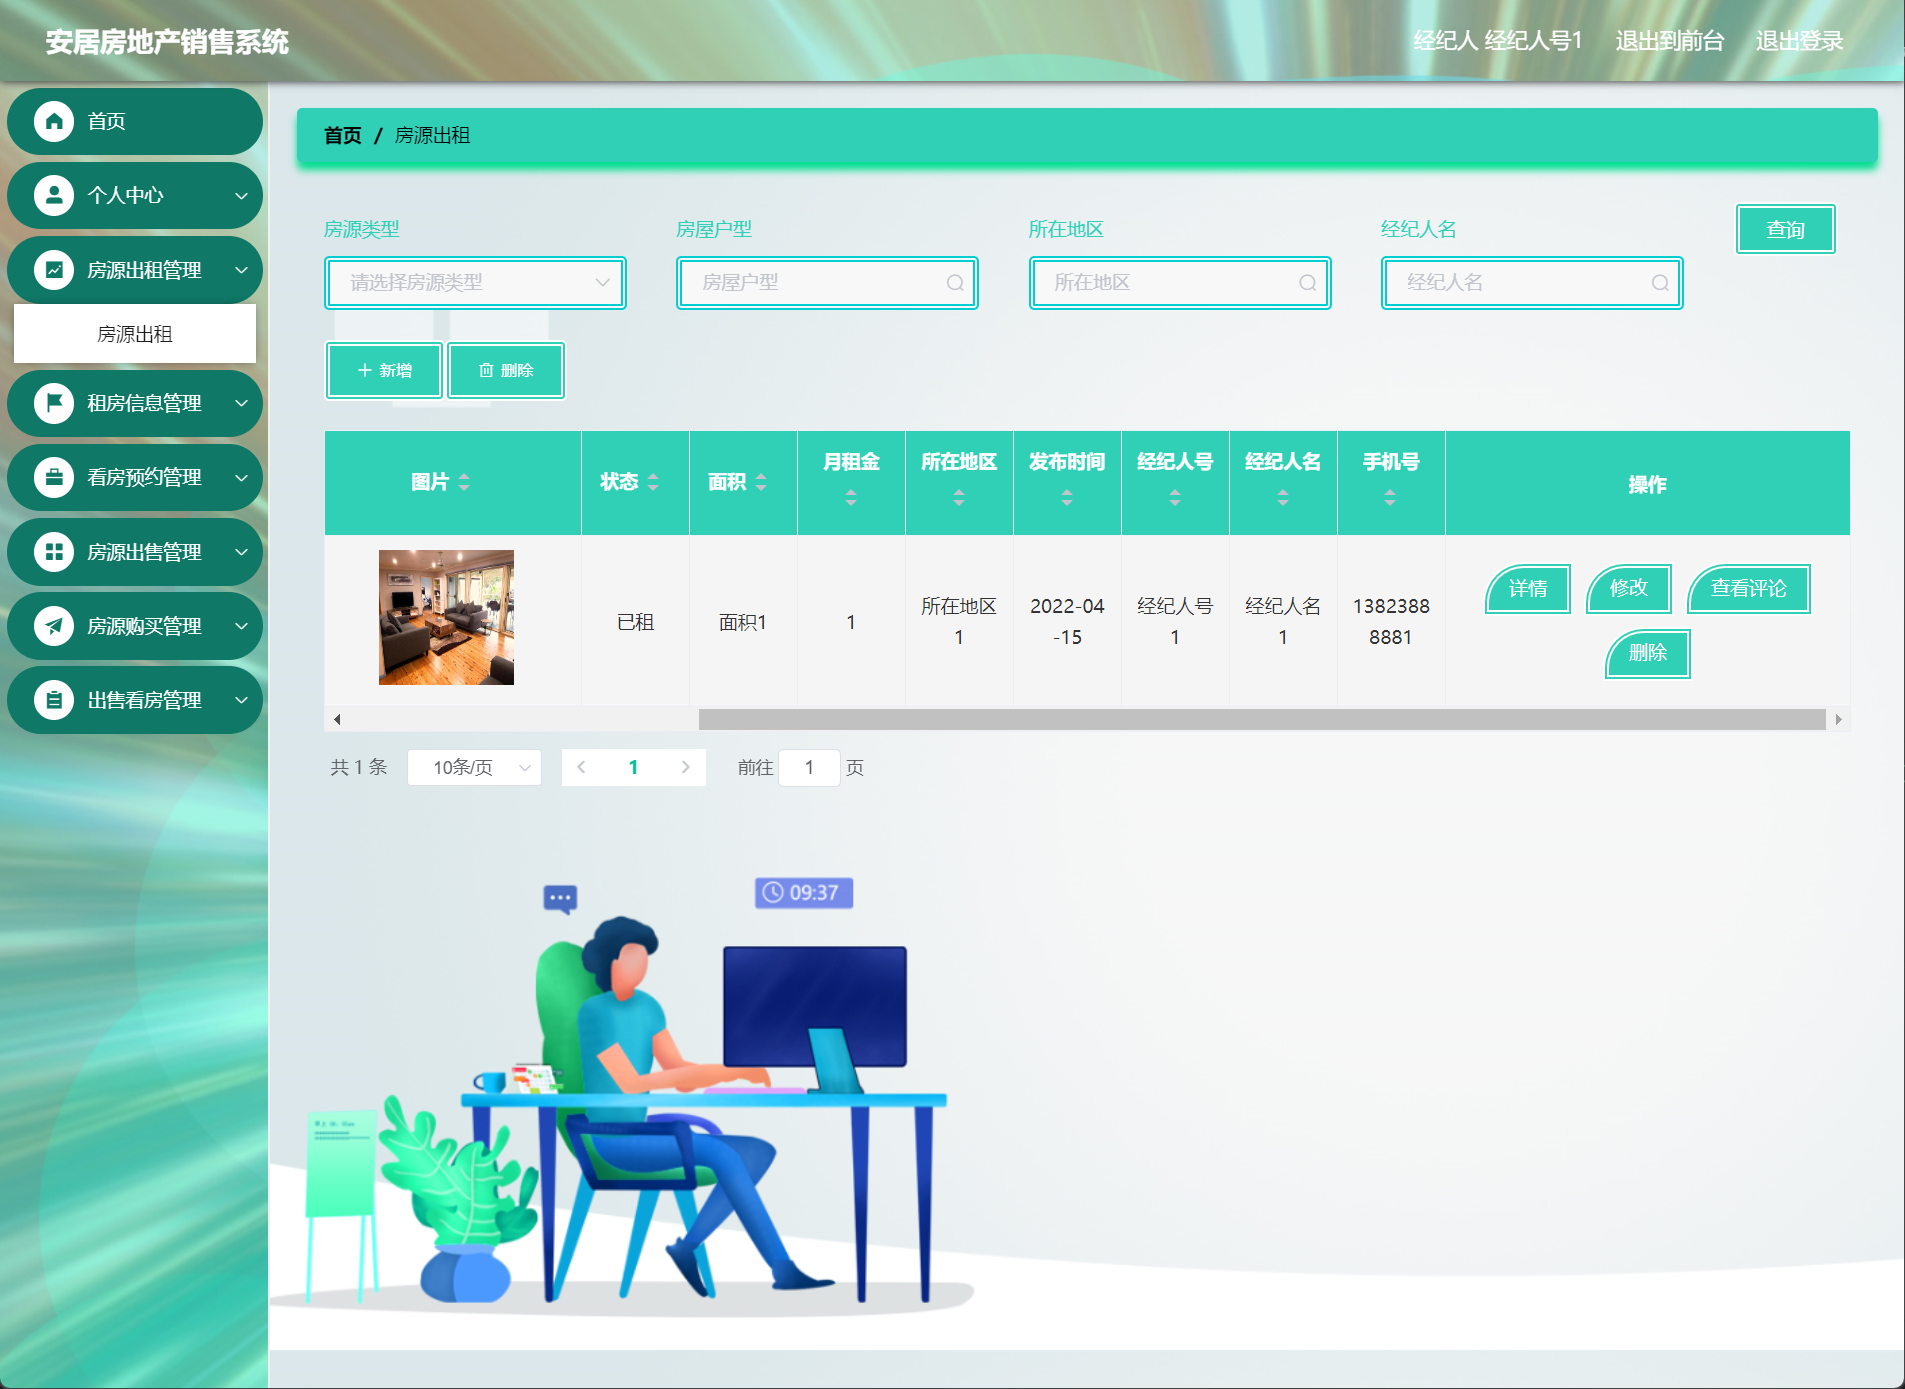 安居房地产销售系统
经纪人 经纪人号1 退出到前台 退出登录
首页
个人中心
房源出租管理
房源出租
租房信息管理
看房预约管理
房源出售管理
房源购买管理
出售看房管理
首页 / 房源出租
房源类型 房屋户型 所在地区 经纪人名 查询
请选择房源类型 房屋户型 所在地区 经纪人名
新增 删除
图片 状态 面积 月租金 所在地区 发布时间 经纪人号 经纪人名 手机号 操作
已租 面积1 1 所在地区 2022-04 经纪人号 经纪人名 1382388 详情 修改 查看评论
1 -15 1 1 8881 删除
共 1 条 10条/页 1 前往 1 页
09:37